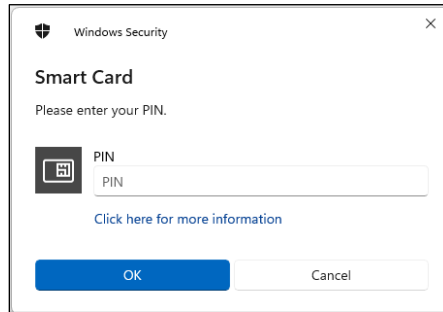 Windows Security
Smart Card
Please enter your PIN.
PIN
PIN
Click here for more information
OK
Cancel